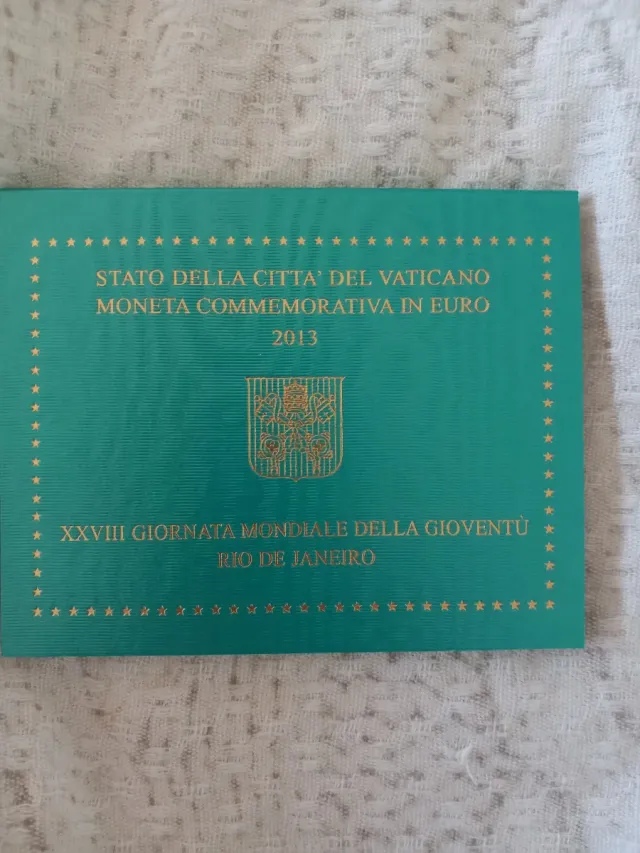 STATO DELLA CITTA' DEL VATICANO
MONETA COMMEMORATIVA IN EURO
2013
XXVIII GIORNATA MONDIALE DELLA GIOVENTÙ
RIO DE JANEIRO